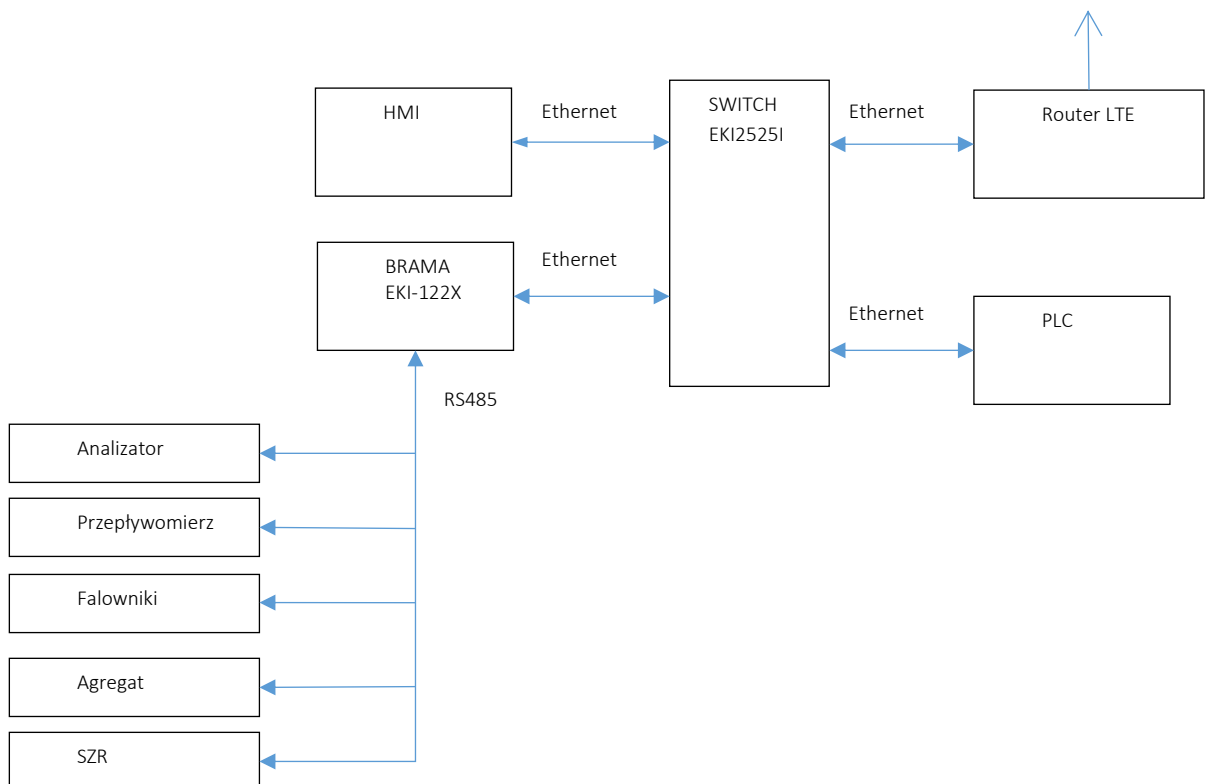 HMI
Ethernet
SWITCH
EKI2525I
Ethernet
Router LTE
BRAMA
EKI-122X
Ethernet
Ethernet
PLC
RS485
Analizator
Przepływomierz
Falowniki
Agregat
SZR